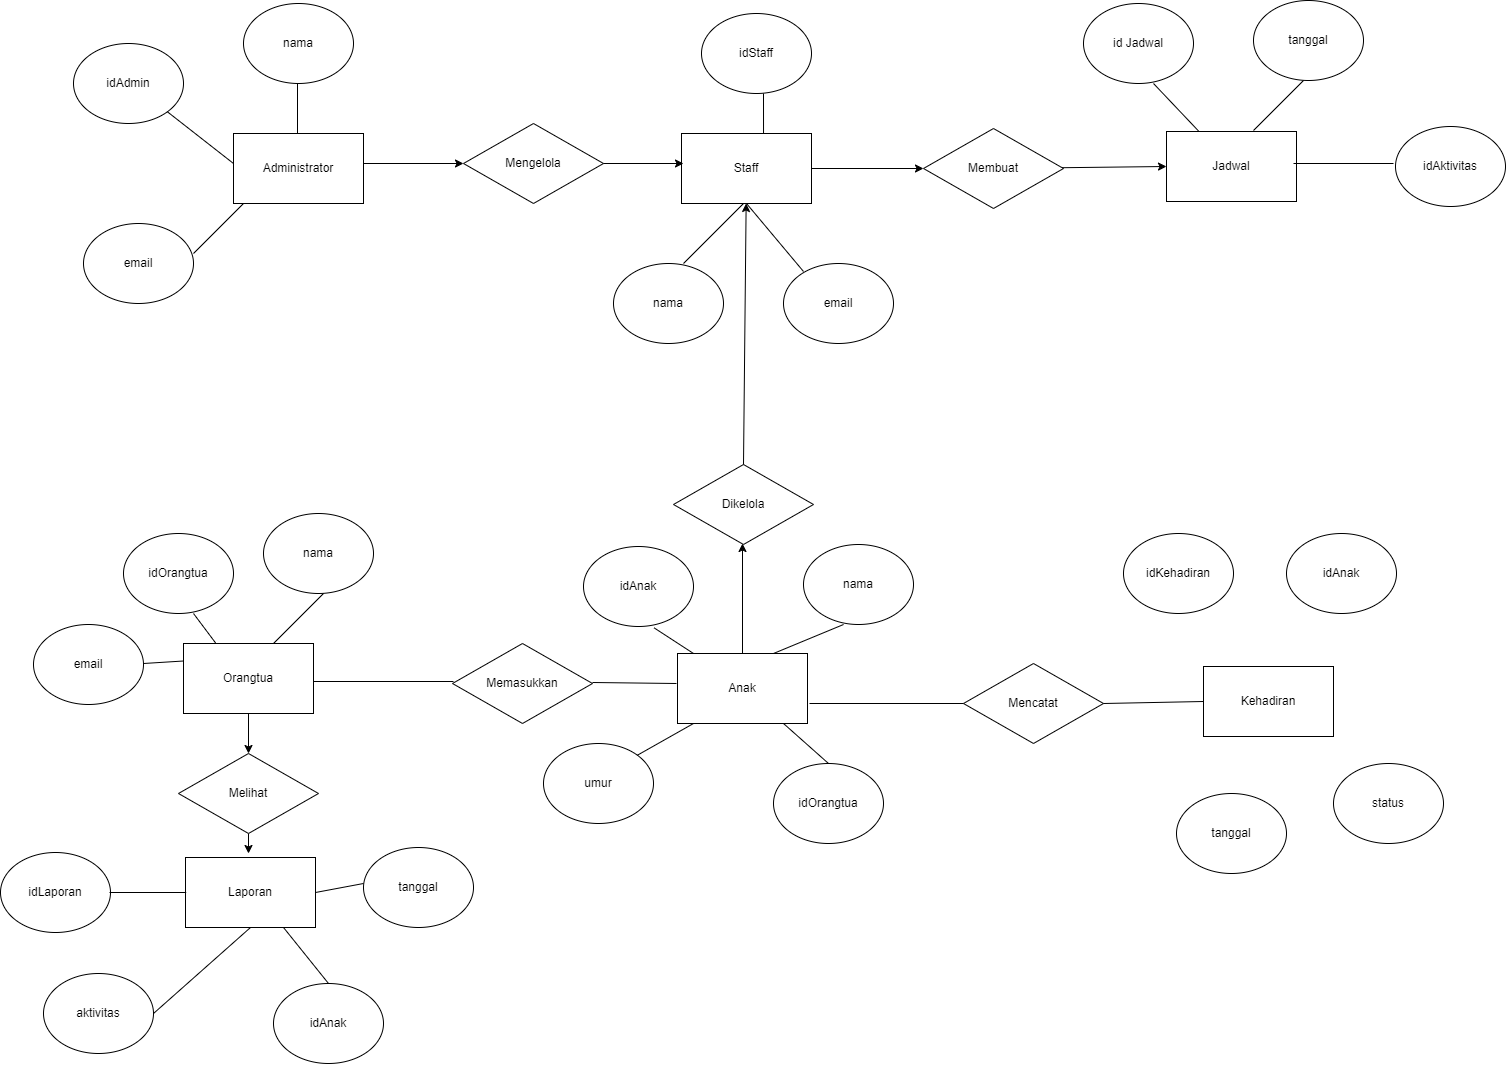 nama
idAdmin
Administrator
email
Mengelola
idStaff
Staff
nama
email
Membuat
id Jadwal
tanggal
Jadwal
idAktivitas
Dikelola
idOrangtua
nama
email
Orangtua
Memasukkan
idAnak
nama
Anak
umur
idOrangtua
Mencatat
idKehadiran
idAnak
Kehadiran
tanggal
status
Melihat
idLaporan
Laporan
tanggal
aktivitas
idAnak